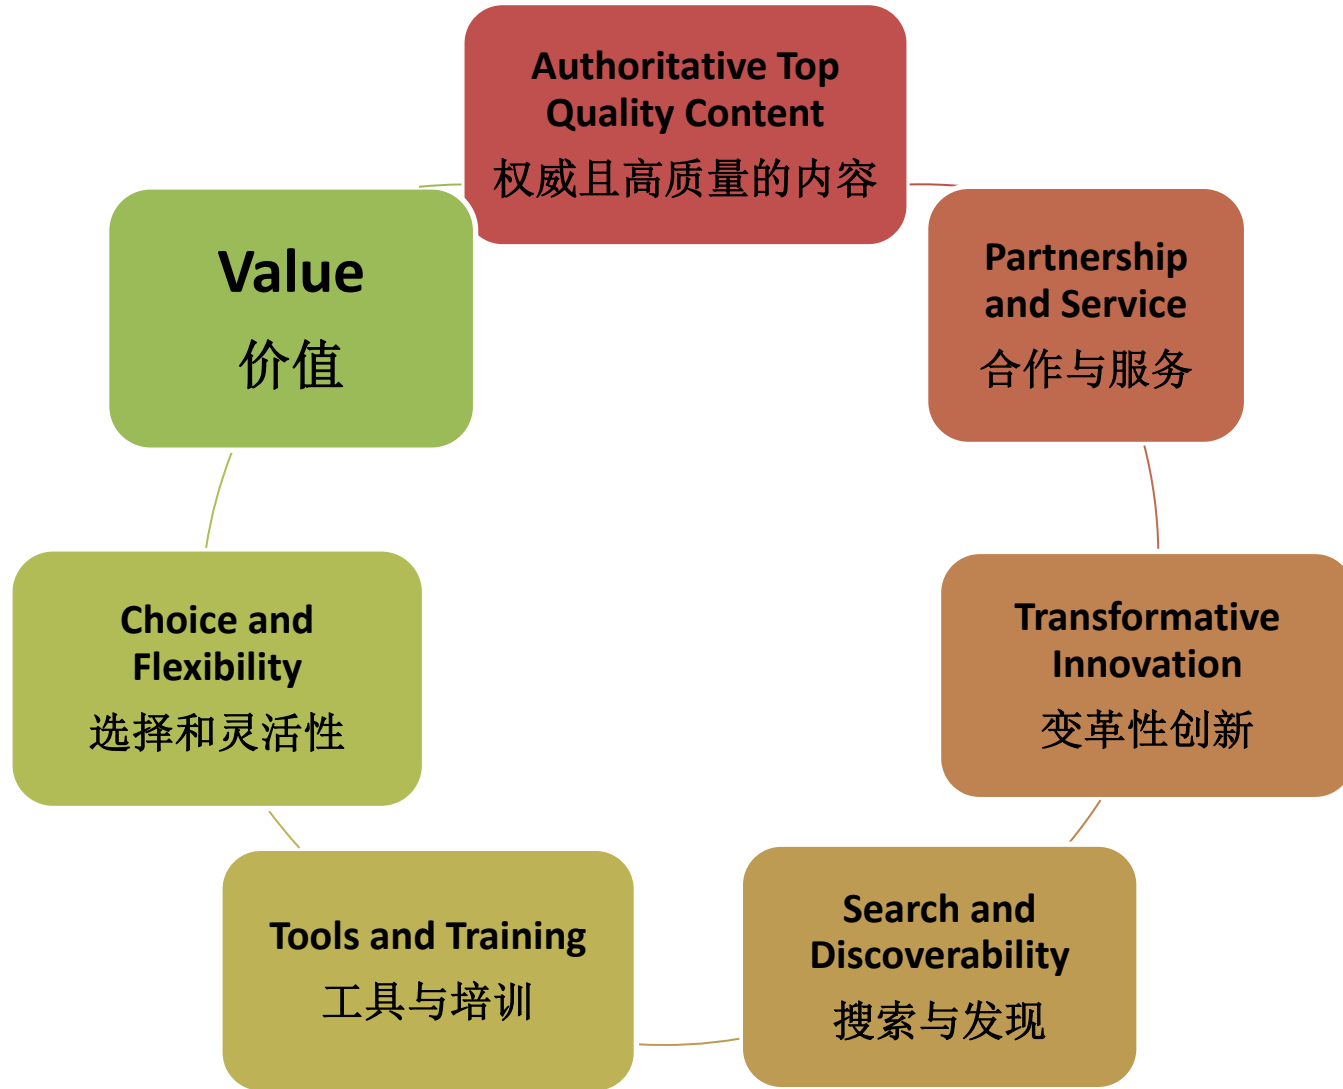 Authoritative Top
Quality Content
权威且高质量的内容
Partnership
and Service
合作与服务
Transformative
Innovation
变革性创新
Search and
Discoverability
搜索与发现
Tools and Training
工具与培训
Choice and
Flexibility
选择和灵活性
Value
价值